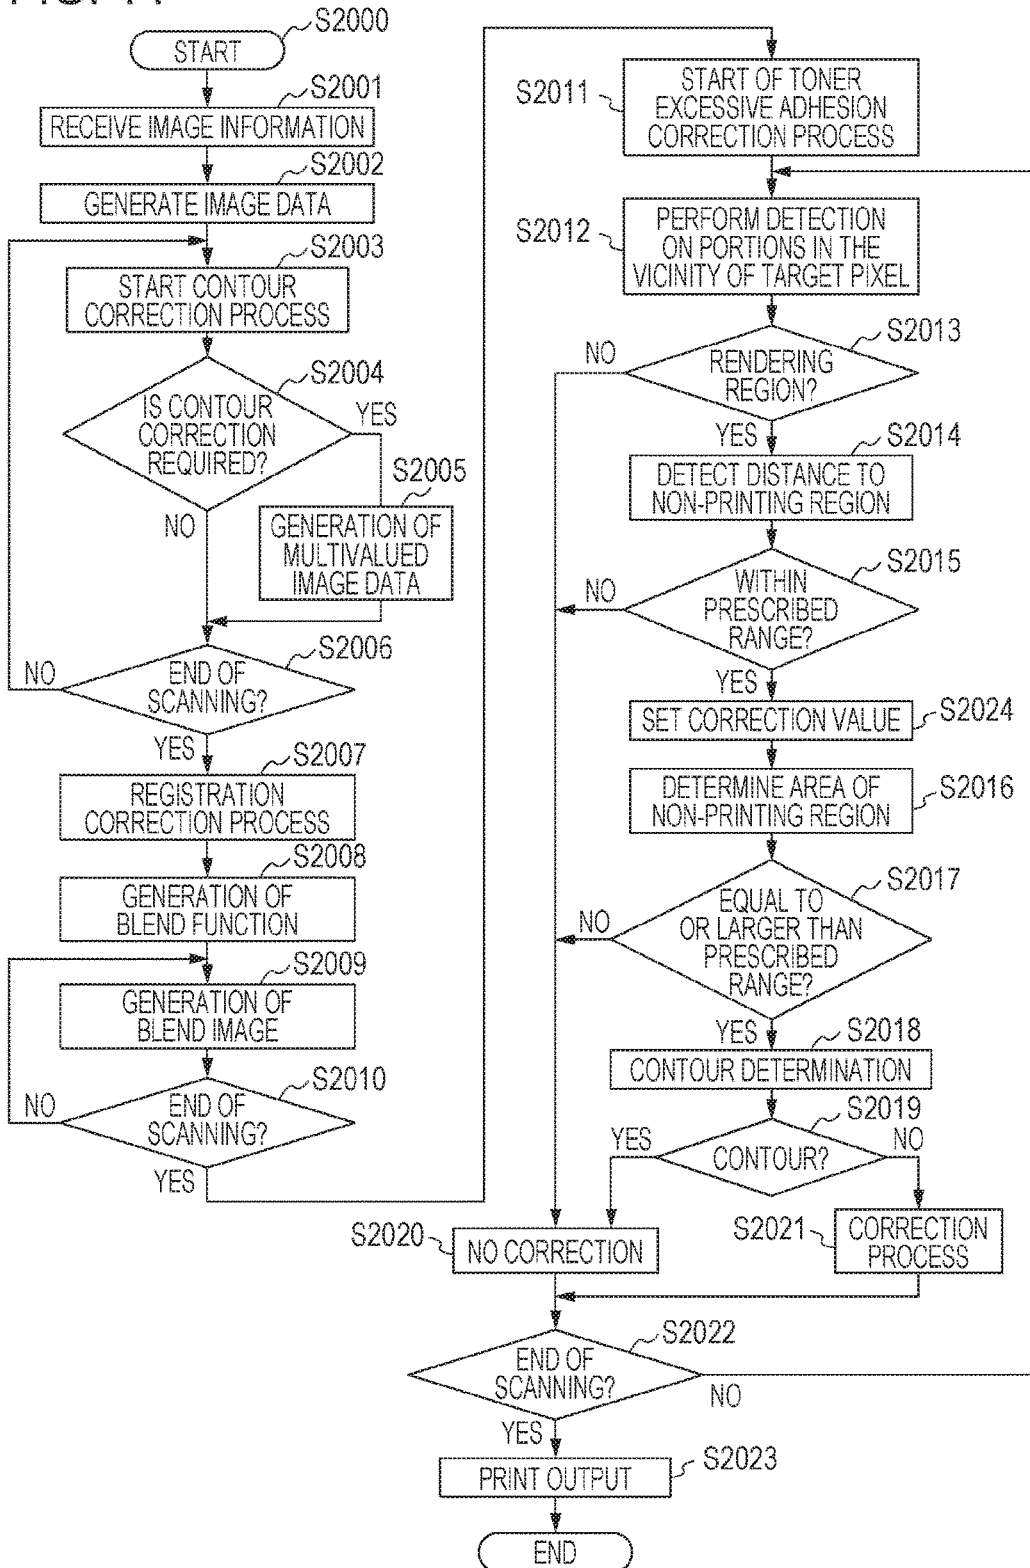 S2000
START
S2001
RECEIVE IMAGE INFORMATION
S2002
GENERATE IMAGE DATA
S2003
START CONTOUR
CORRECTION PROCESS
S2004
IS CONTOUR
CORRECTION
REQUIRED?
YES
NO
S2005
GENERATION OF
MULTIVALUED
IMAGE DATA
S2006
END OF
SCANNING?
NO
YES
S2007
REGISTRATION
CORRECTION PROCESS
S2008
GENERATION OF
BLEND FUNCTION
S2009
GENERATION OF
BLEND IMAGE
S2010
END OF
SCANNING?
NO
YES
S2011
START OF TONER
EXCESSIVE ADHESION
CORRECTION PROCESS
S2012
PERFORM DETECTION
ON PORTIONS IN THE
VICINITY OF TARGET PIXEL
S2013
RENDERING
REGION?
NO
YES
S2014
DETECT DISTANCE TO
NON-PRINTING REGION
S2015
WITHIN
PRESCRIBED
RANGE?
NO
YES
SET CORRECTION VALUE
S2024
DETERMINE AREA OF
NON-PRINTING REGION
S2016
S2017
EQUAL TO
OR LARGER THAN
PRESCRIBED
RANGE?
NO
YES
S2018
CONTOUR DETERMINATION
S2019
CONTOUR?
YES
NO
S2020
NO CORRECTION
S2021
CORRECTION
PROCESS
S2022
END OF
SCANNING?
NO
YES
S2023
PRINT OUTPUT
END